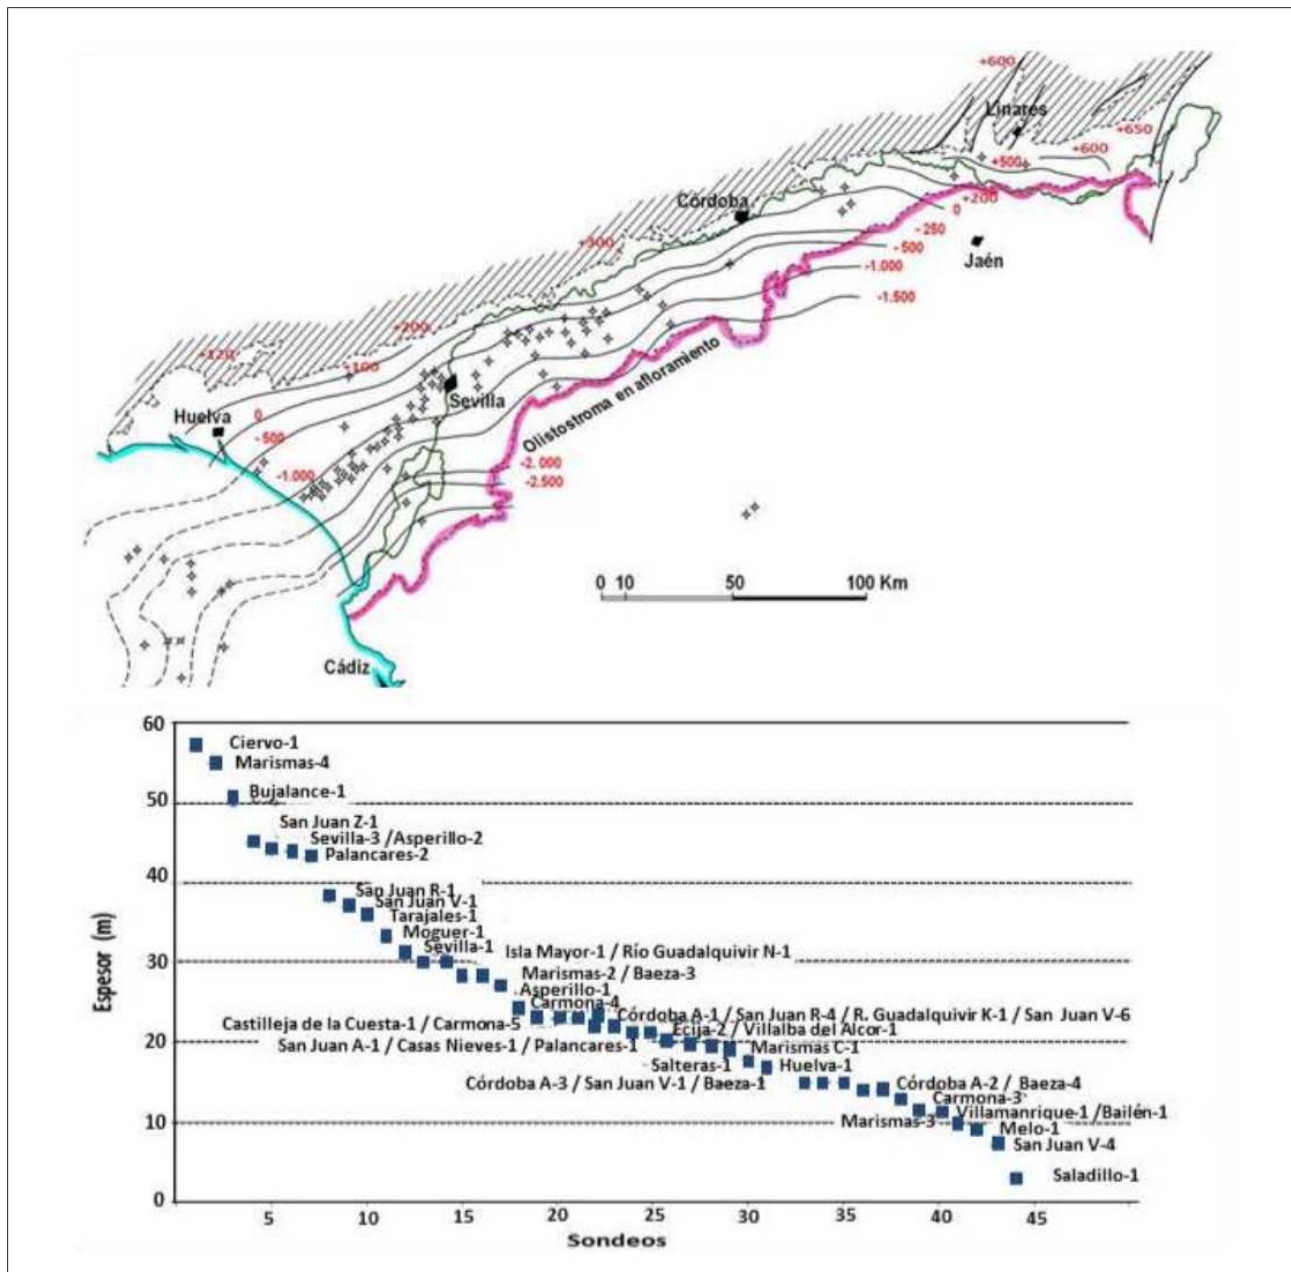 +600
Linares
+650
+600
+500
Córdoba
+200
0
- 250
- 500
Jaén
+300
-1.000
-1.500
+200
+120
+100
Olistostroma en afloramiento
Sevilla
Huelva
0
- 500
-2. 000
-1.000
-2.500
0 10 50 100 Km
Cádiz
60
Ciervo-1
Marismas-4
50
Bujalance-1
San Juan Z-1
Sevilla-3 /Asperillo-2
Palancares-2
40
San Juan R-1
San Juan V-1
Tarajales-1
Moguer-1
Sevilla-1
Isla Mayor-1 / Río Guadalquivir N-1
30
Marismas-2 / Baeza-3
Asperillo-1
Carmona-4
Córdoba A-1 / San Juan R-4 / R. Guadalquivir K-1 / San Juan V-6
Castilleja de la Cuesta-1 / Carmona-5
Ecija-2 / Villalba del Alcor-1
20
San Juan A-1 / Casas Nieves-1 / Palancares-1
Marismas C-1
Salteras-1
Huelva-1
Córdoba A-3 / San Juan V-1 / Baeza-1
Córdoba A-2 / Baeza-4
Carmona-3
Villamanrique-1 /Bailén-1
10
Marismas-3
Melo-1
San Juan V-4
Saladillo-1
0
Espesor (m)
5 10 15 20 25 30 35 40 45
Sondeos